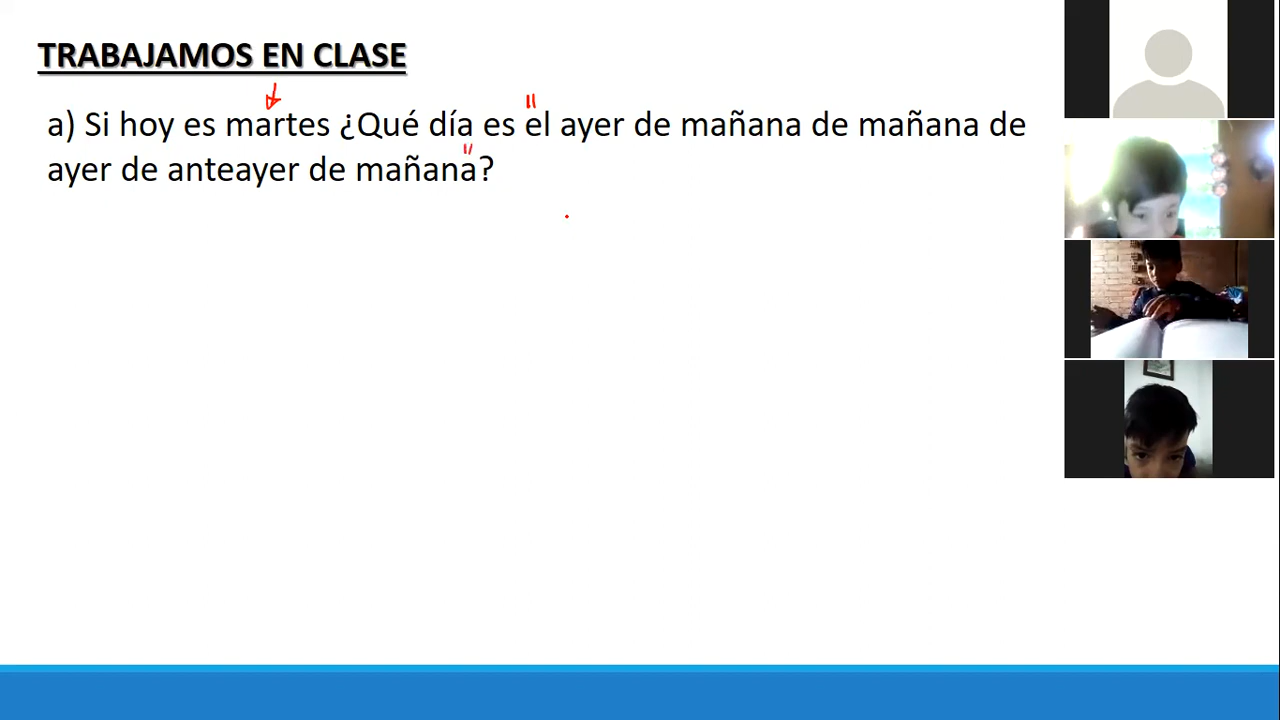 TRABAJAMOS EN CLASE
a) Si hoy es martes ¿Qué día es el ayer de mañana de mañana de
ayer de anteayer de mañana?